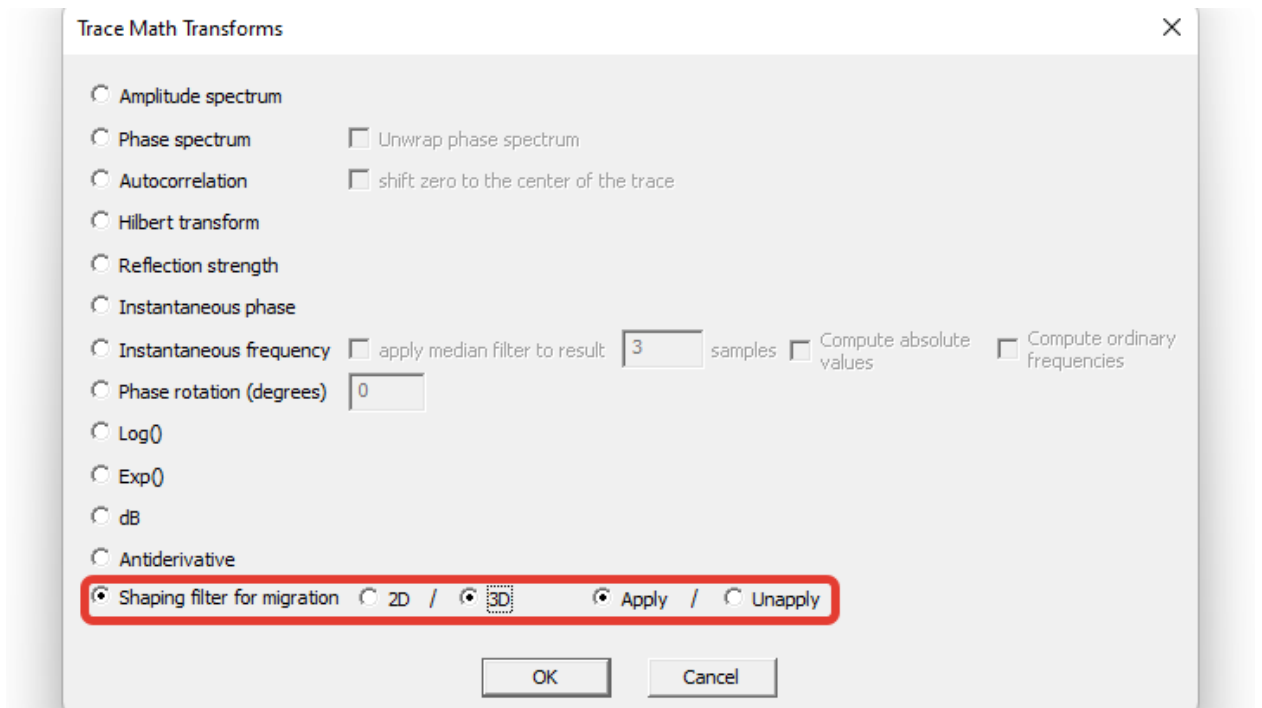 Trace Math Transforms
Amplitude spectrum
Phase spectrum Unwrap phase spectrum
Autocorrelation shift zero to the center of the trace
Hilbert transform
Reflection strength
Instantaneous phase
Instantaneous frequency apply median filter to result 3 samples Compute absolute values Compute ordinary frequencies
Phase rotation (degrees) 0
Log()
Exp()
dB
Antiderivative
Shaping filter for migration 2D / 3D Apply / Unapply
OK Cancel